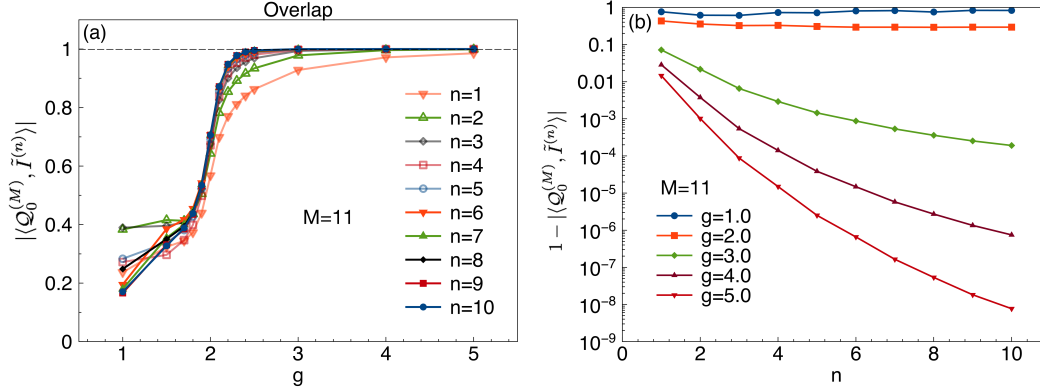 Overlap
(a)
|⟨𝒬₀⁽ᴹ⁾, Ĩ⁽ⁿ⁾⟩|
1
0.8
0.6
0.4
0.2
0
1 2 3 4 5
g
n=1
n=2
n=3
n=4
n=5
n=6
n=7
n=8
n=9
n=10
M=11
(b)
1 − |⟨𝒬₀⁽ᴹ⁾, Ĩ⁽ⁿ⁾⟩|
1
0.1
0.01
10⁻³
10⁻⁴
10⁻⁵
10⁻⁶
10⁻⁷
10⁻⁸
10⁻⁹
0 2 4 6 8 10
n
M=11
g=1.0
g=2.0
g=3.0
g=4.0
g=5.0